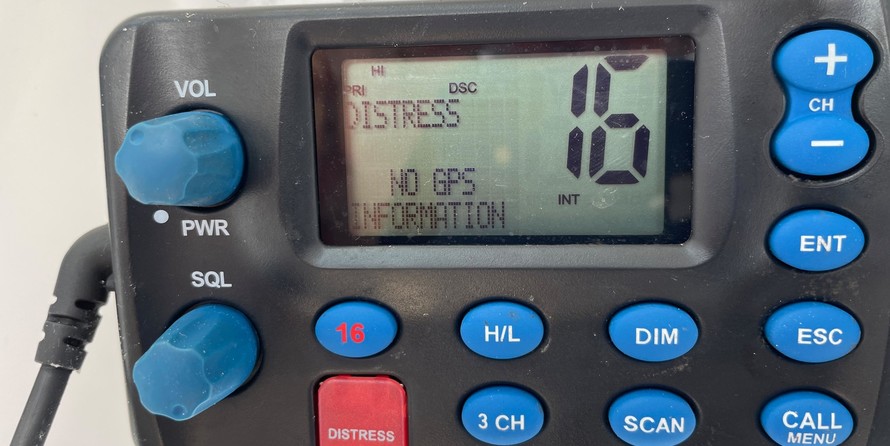 VOL
PWR
SQL
HI
PRI DSC
DISTRESS
16
NO GPS
INT
INFORMATION
+
CH
−
ENT
16
H/L
DIM
ESC
DISTRESS
3 CH
SCAN
CALL
MENU